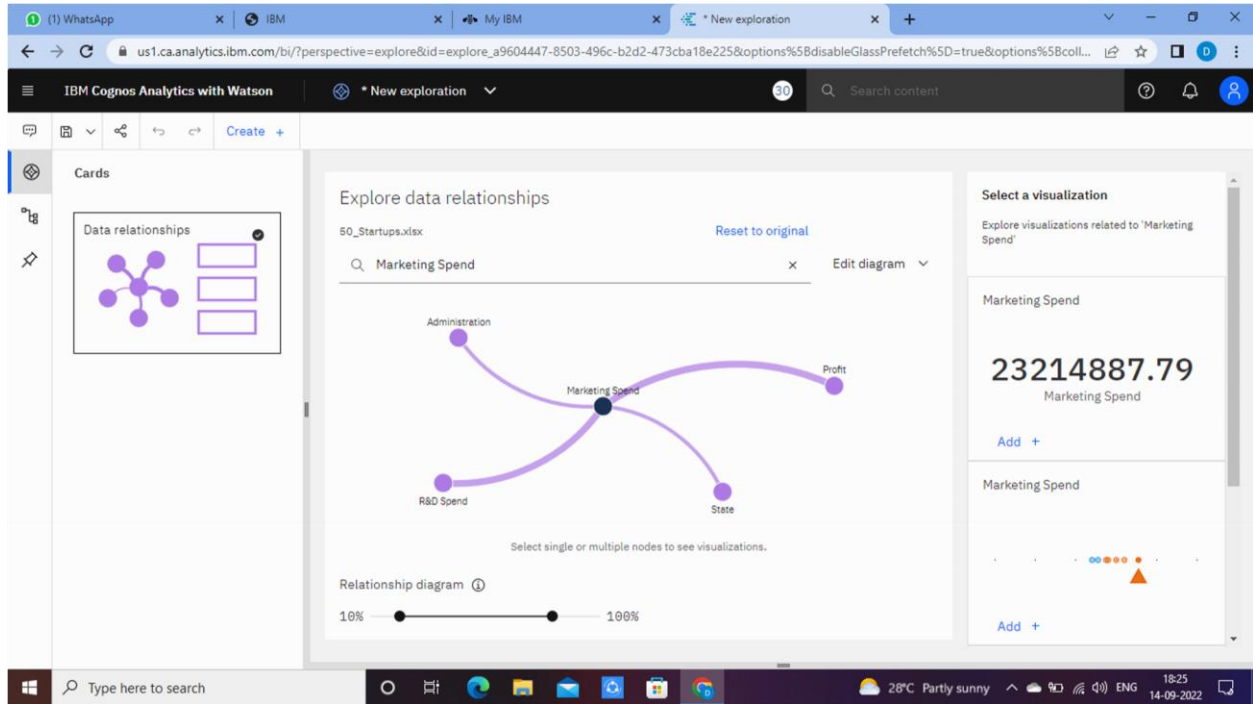 (1) WhatsApp
IBM
My IBM
* New exploration
us1.ca.analytics.ibm.com/bi/?perspective=explore&id=explore_a9604447-8503-496c-b2d2-473cba18e225&options%5BdisableGlassPrefetch%5D=true&options%5Bcoll...
D
IBM Cognos Analytics with Watson
* New exploration
30
Search content
Create +
Cards
Data relationships
Explore data relationships
50_Startups.xlsx
Reset to original
Marketing Spend
Edit diagram
Administration
Profit
Marketing Spend
R&D Spend
State
Select single or multiple nodes to see visualizations.
Relationship diagram
10%
100%
Select a visualization
Explore visualizations related to 'Marketing
Spend'
Marketing Spend
23214887.79
Marketing Spend
Add +
Marketing Spend
Add +
Type here to search
28°C Partly sunny
ENG
18:25
14-09-2022